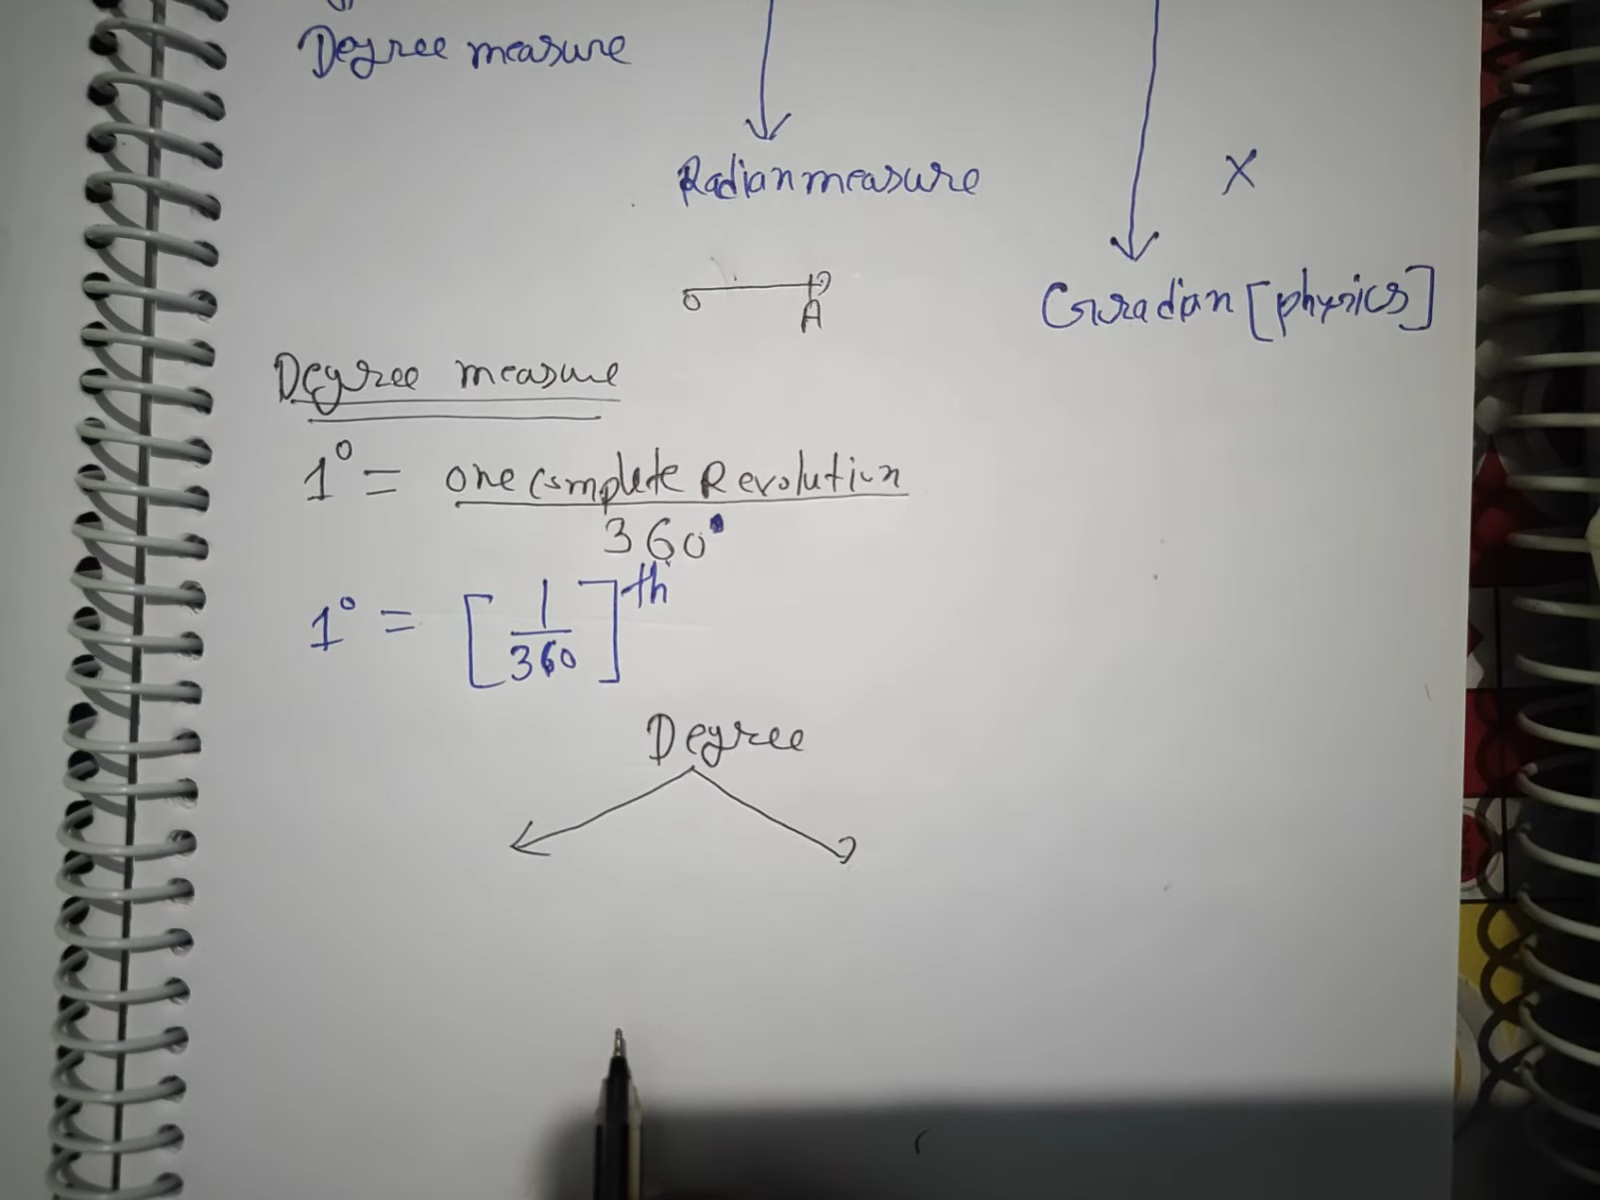 Degree measure
Radian measure
X
Gradian [physics]
O A
Degree measure
1° = one complete Revolution
360
1° = [1/360]th
Degree